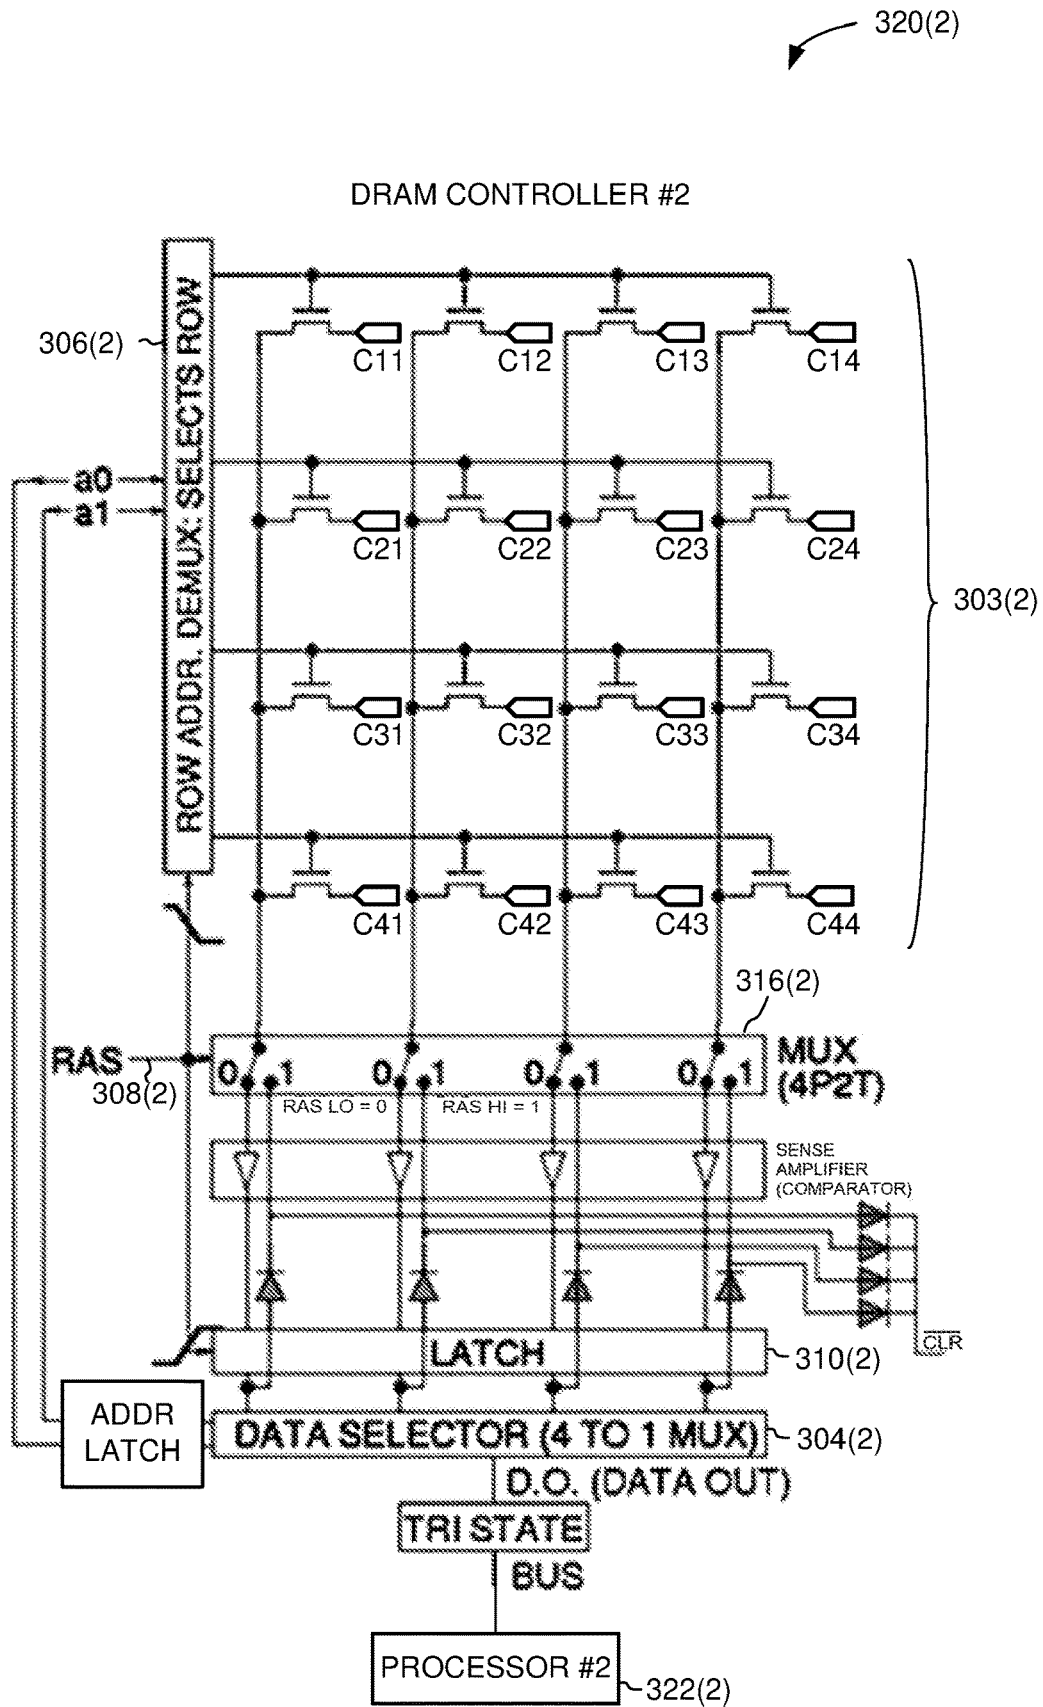 320(2)
DRAM CONTROLLER #2
306(2)
ROW ADDR. DEMUX: SELECTS ROW
C11 C12 C13 C14
a0
a1
C21 C22 C23 C24
303(2)
C31 C32 C33 C34
C41 C42 C43 C44
316(2)
RAS
308(2)
0 1 0 1 0 1 0 1
MUX
(4P2T)
RAS LO = 0 RAS HI = 1
SENSE
AMPLIFIER
(COMPARATOR)
CLR
LATCH
310(2)
ADDR
LATCH
DATA SELECTOR (4 TO 1 MUX)
304(2)
D.O. (DATA OUT)
TRI STATE
BUS
PROCESSOR #2
322(2)